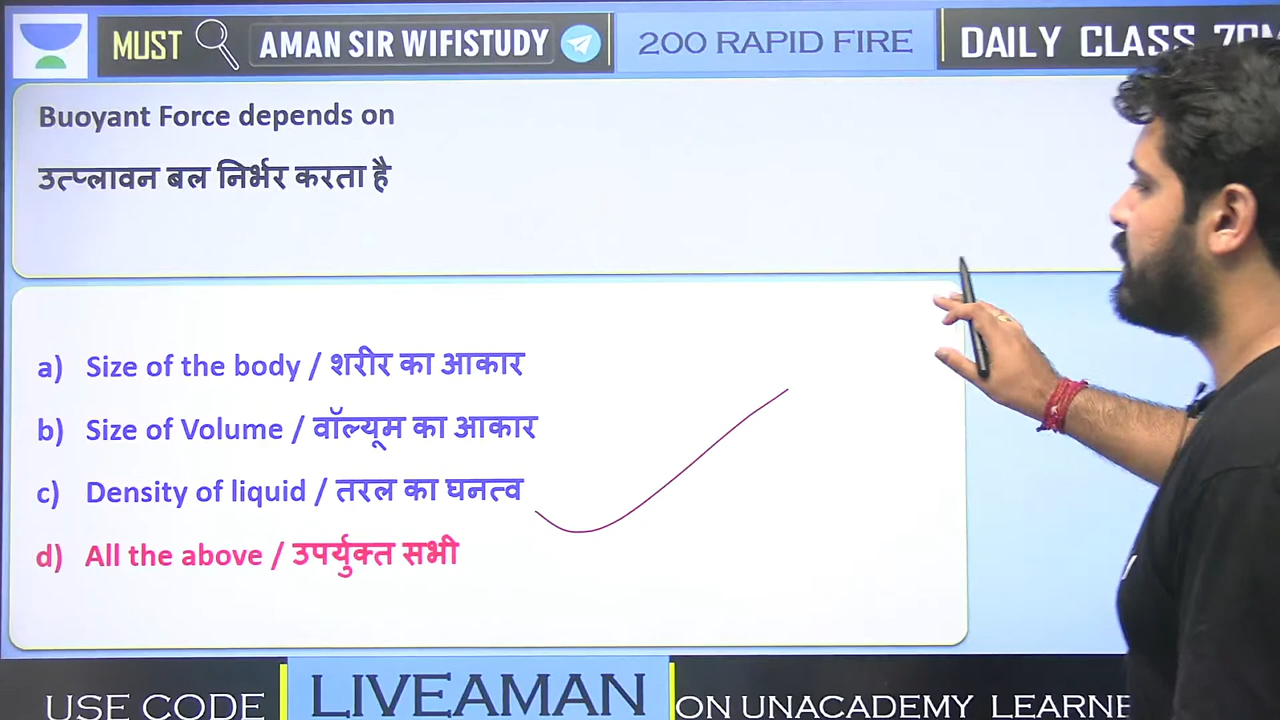 MUST AMAN SIR WIFISTUDY 200 RAPID FIRE DAILY CLASS 7PM
Buoyant Force depends on
उत्प्लावन बल निर्भर करता है
a) Size of the body / शरीर का आकार
b) Size of Volume / वॉल्यूम का आकार
c) Density of liquid / तरल का घनत्व
d) All the above / उपर्युक्त सभी
USE CODE LIVEAMAN ON UNACADEMY LEARNE